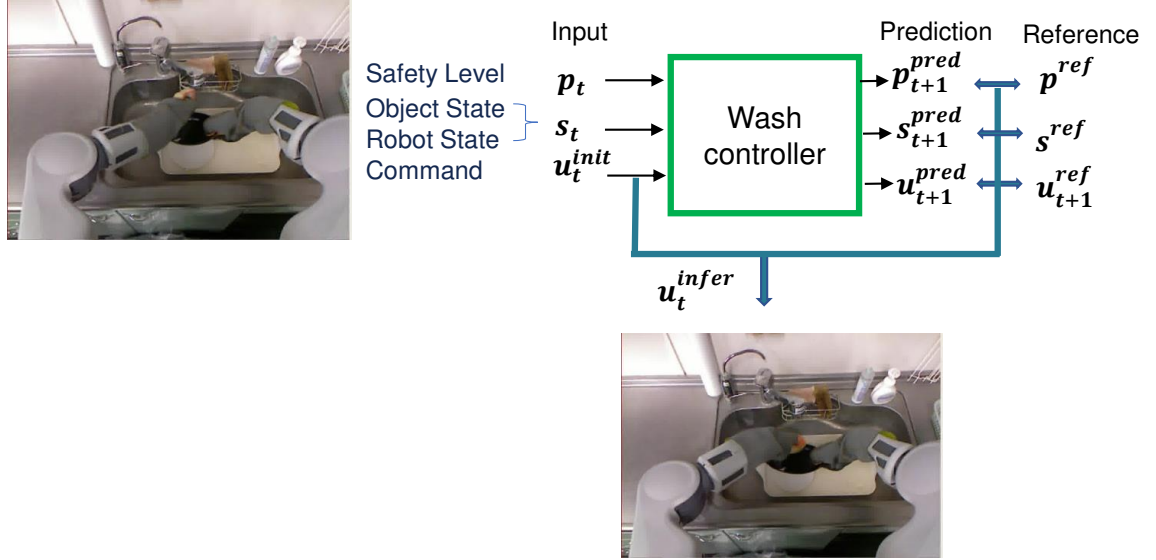 Input
Prediction
Reference
Safety Level
Object State
Robot State
Command
p_t
s_t
u_t^{init}
Wash
controller
p_{t+1}^{pred}
s_{t+1}^{pred}
u_{t+1}^{pred}
p^{ref}
s^{ref}
u_{t+1}^{ref}
u_t^{infer}